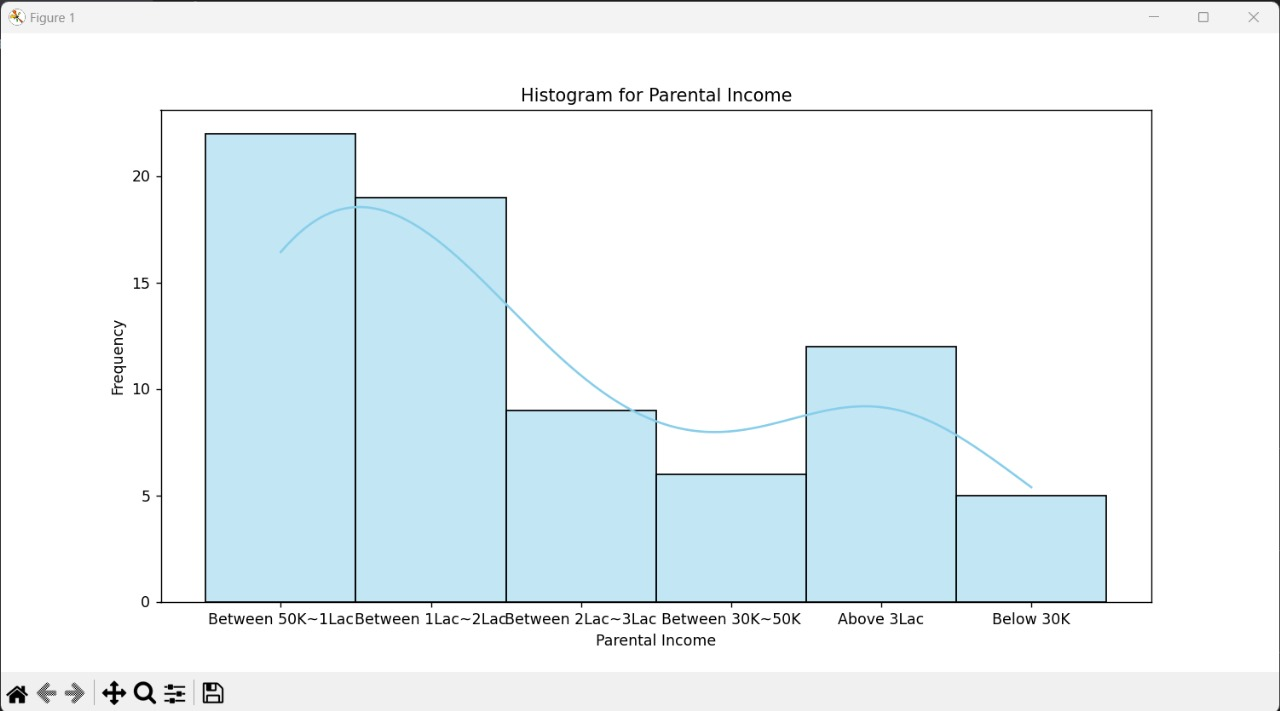 Figure 1
Histogram for Parental Income
20
15
10
5
0
Frequency
Between 50K~1Lac Between 1Lac~2Lac Between 2Lac~3Lac Between 30K~50K Above 3Lac Below 30K
Parental Income